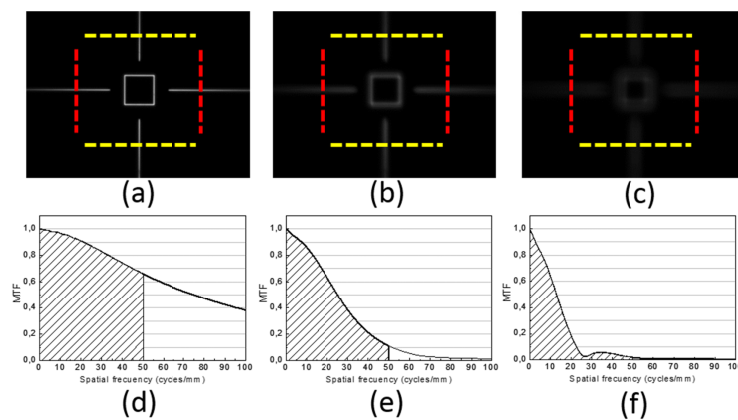 (a) (b) (c)
1,0
0,8
0,6
0,4
0,2
0,0
MTF
0 10 20 30 40 50 60 70 80 90 100
Spatial frecuency (cyces/mm)
(d)
1,0
0,8
0,6
0,4
0,2
0,0
MTF
0 10 20 30 40 50 60 70 80 90 100
Spatial frecuency (cycles/mm)
(e)
1,0
0,8
0,6
0,4
0,2
0,0
MTF
0 10 20 30 40 50 60 70 80 90 100
Spatial frecuency (cycles/mm)
(f)